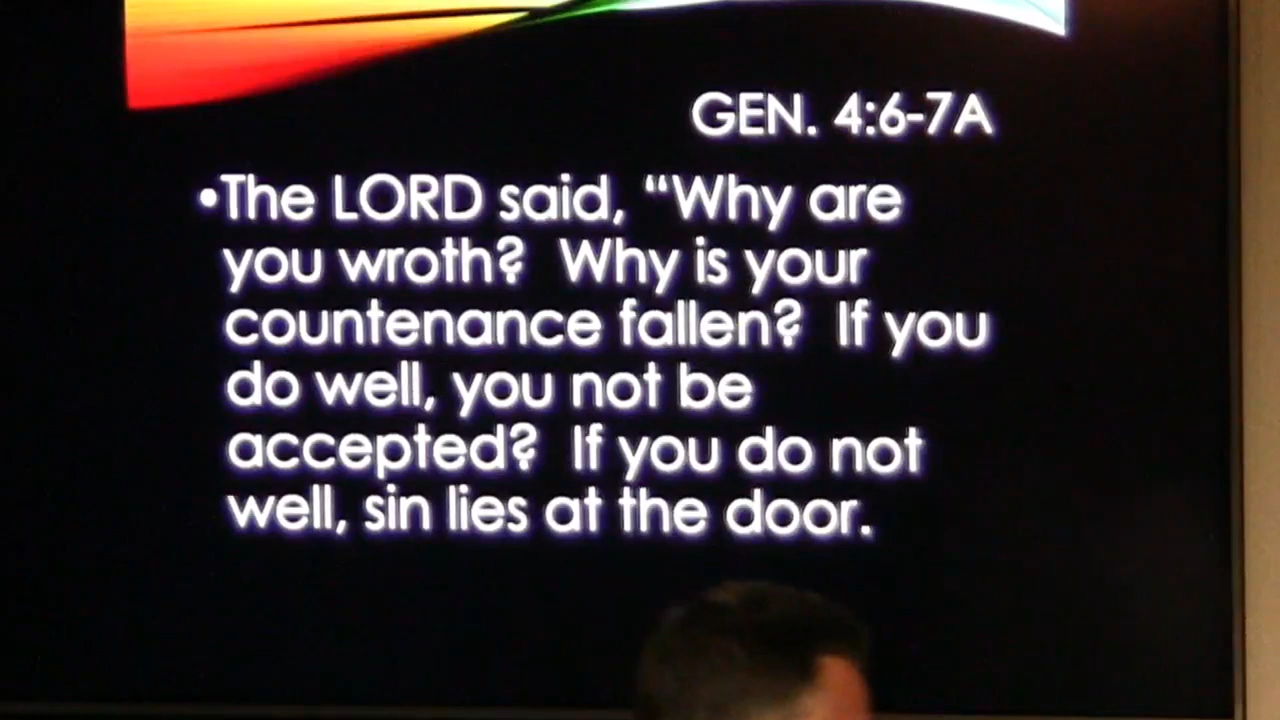 GEN. 4:6-7A
•The LORD said, “Why are
you wroth?  Why is your
countenance fallen?  If you
do well, you not be
accepted?  If you do not
well, sin lies at the door.